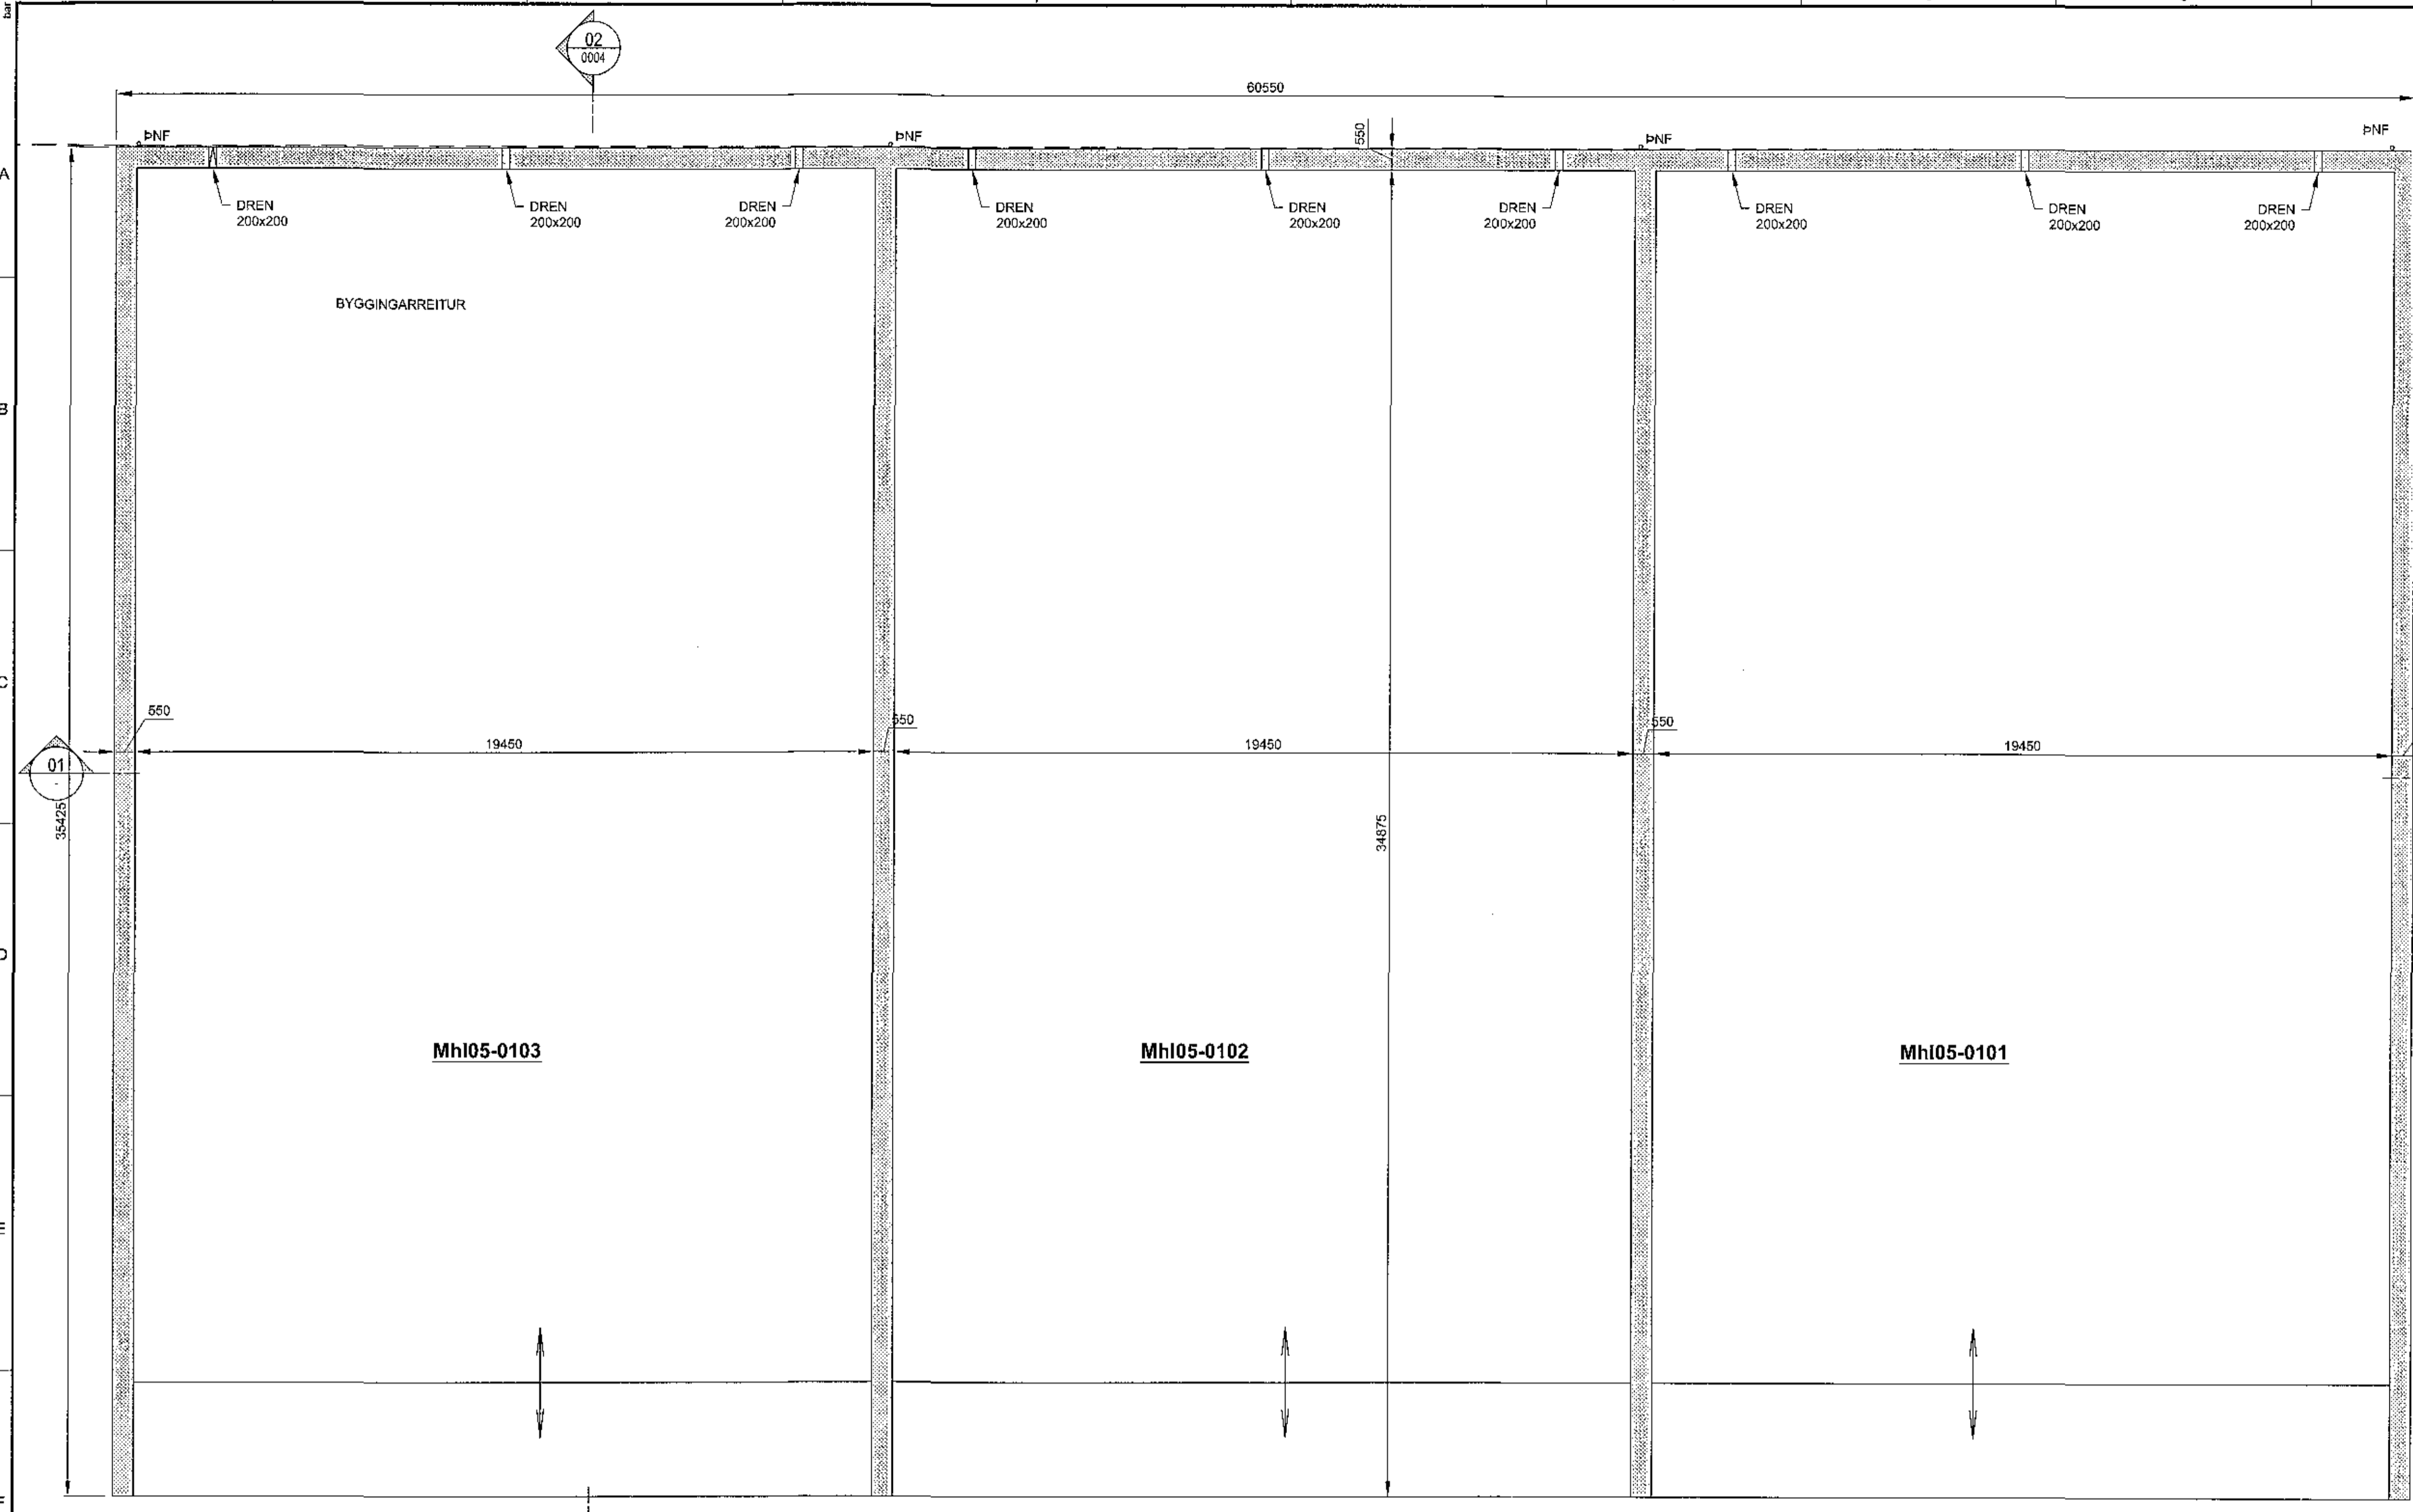 02
0004
60550
ÞNF
ÞNF
550
ÞNF
ÞNF
A
DREN
200x200
DREN
200x200
DREN
200x200
DREN
200x200
DREN
200x200
DREN
200x200
DREN
200x200
DREN
200x200
DREN
200x200
BYGGINGARREITUR
B
C
550
550
550
19450
19450
19450
01
-
35425
34875
D
Mhl05-0103
Mhl05-0102
Mhl05-0101
E